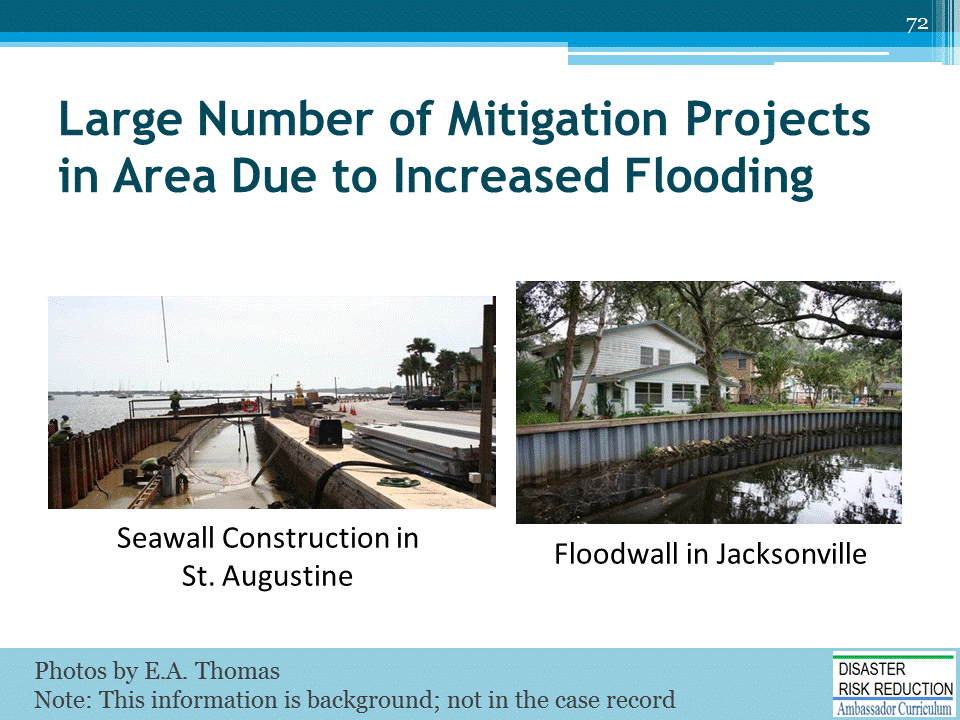 72
Large Number of Mitigation Projects
in Area Due to Increased Flooding
Seawall Construction in
St. Augustine
Floodwall in Jacksonville
Photos by E.A. Thomas
Note: This information is background; not in the case record
DISASTER
RISK REDUCTION
Ambassador Curriculum